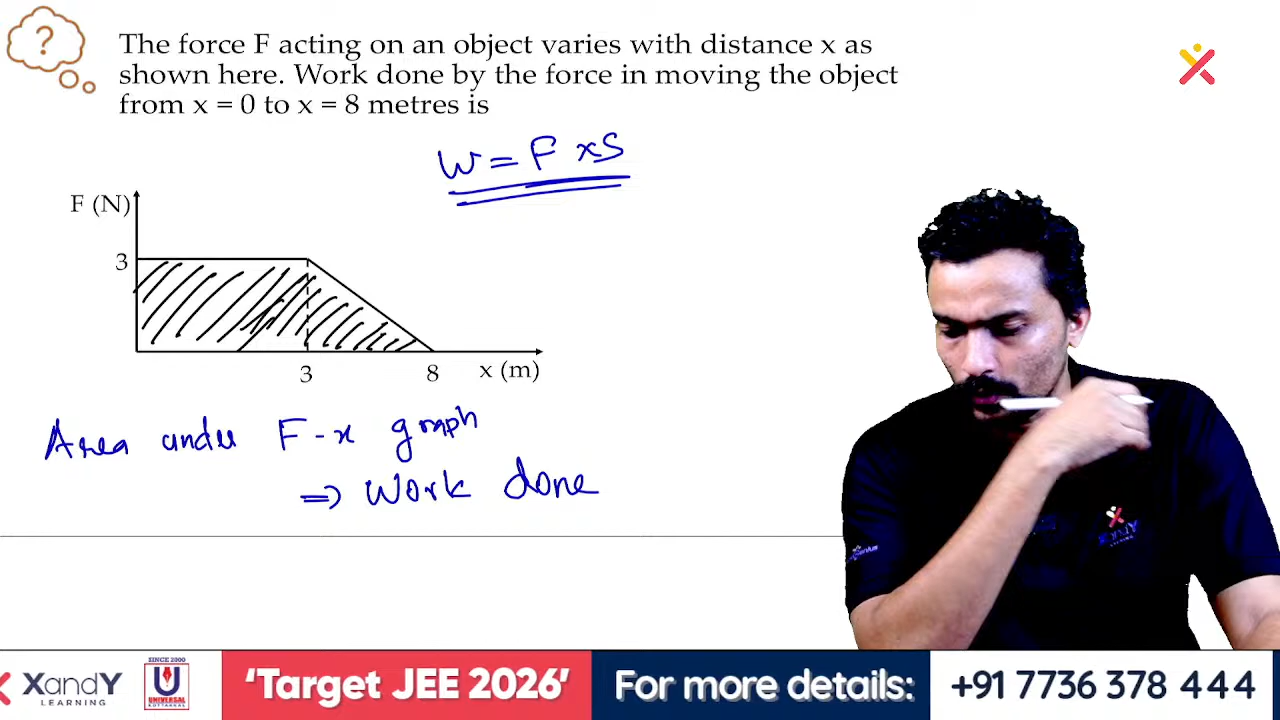 ?
The force F acting on an object varies with distance x as
shown here. Work done by the force in moving the object
from x = 0 to x = 8 metres is
W = F x S
F (N)
3
3
8
x (m)
Area under F - x graph
⇒ Work done
XandY
LEARNING
SINCE 2000
UNIVERSAL
KOTTAKKAL
‘Target JEE 2026’
For more details:
+91 7736 378 444